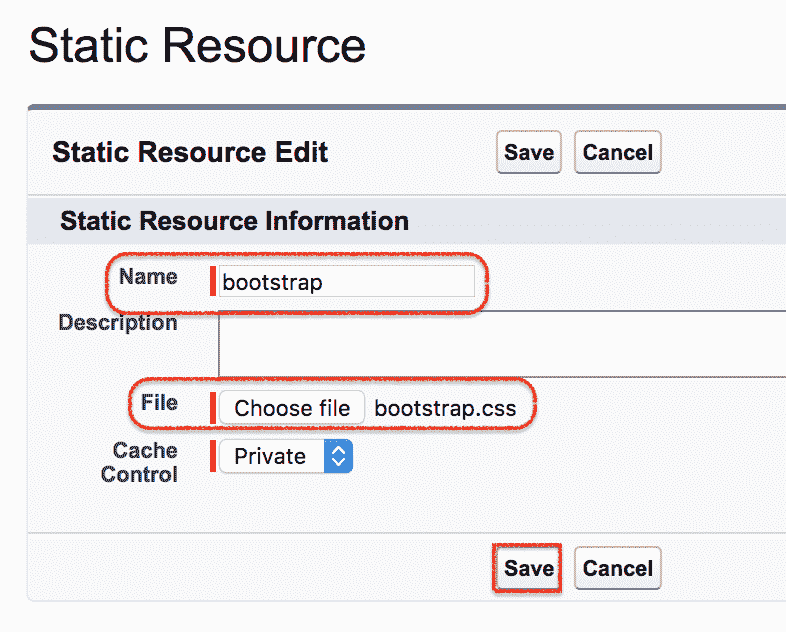 Static Resource
Static Resource Edit Save Cancel
Static Resource Information
Name bootstrap
Description
File Choose file bootstrap.css
Cache
Control Private
Save Cancel